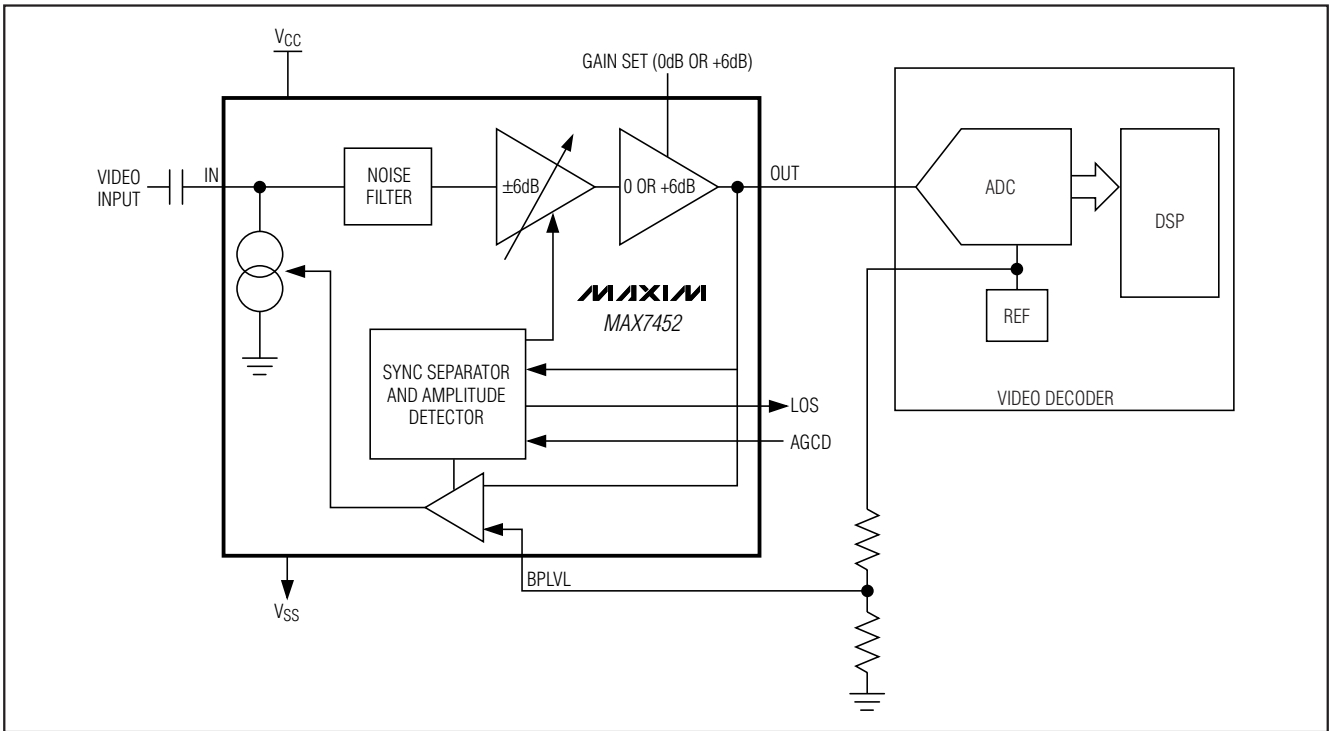 VCC
GAIN SET (0dB OR +6dB)
VIDEO
INPUT
IN
NOISE
FILTER
±6dB
0 OR +6dB
OUT
ADC
DSP
MAXIM
MAX7452
REF
SYNC SEPARATOR
AND AMPLITUDE
DETECTOR
LOS
AGCD
VIDEO DECODER
BPLVL
VSS